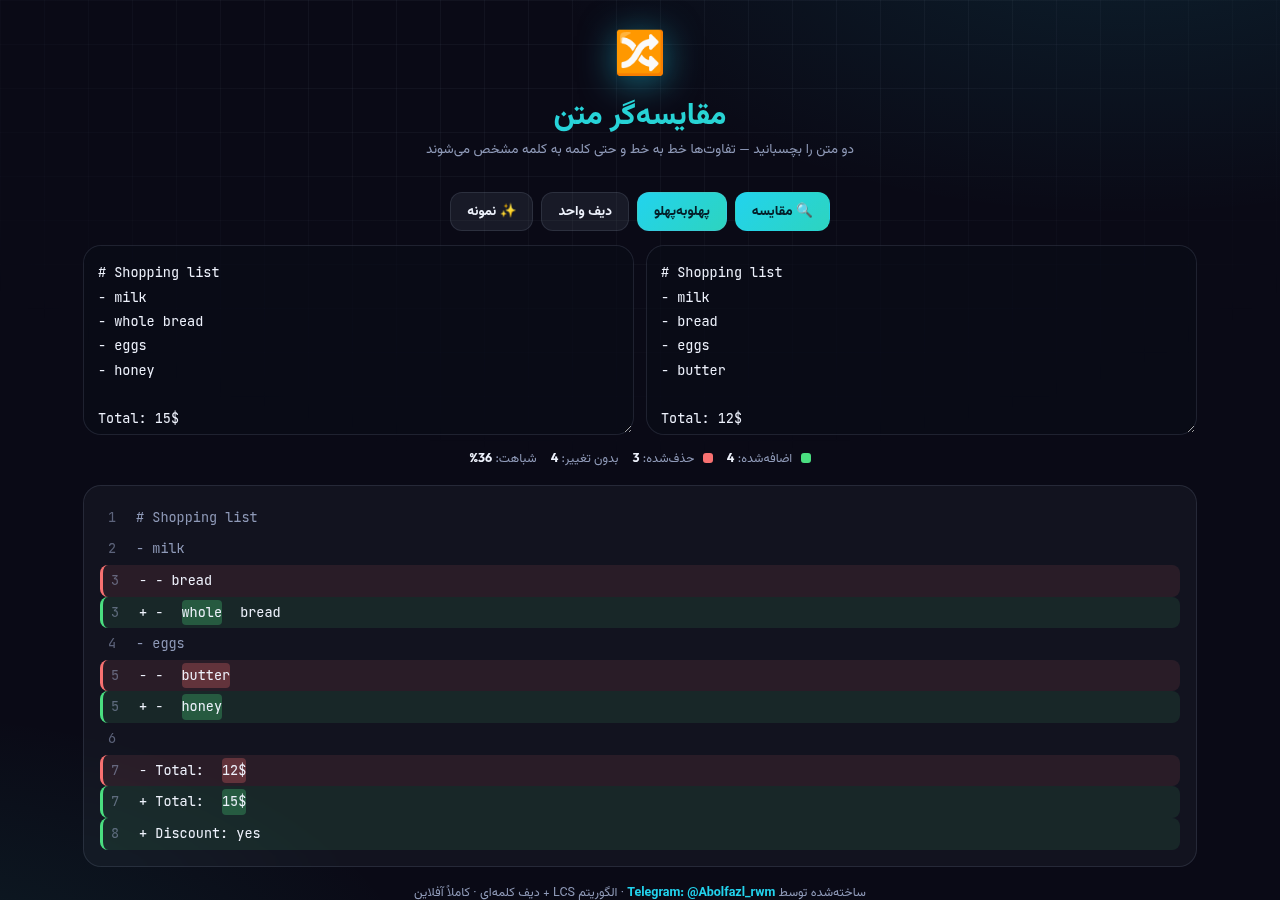 مقایسه‌گر متن
دو متن را بچسبانید — تفاوت‌ها خط به خط و حتی کلمه به کلمه مشخص می‌شوند
🔍 مقایسه
پهلوبه‌پهلو
دیف واحد
✨ نمونه
# Shopping list
- milk
- bread
- eggs
- butter
Total: 12$
# Shopping list
- milk
- whole bread
- eggs
- honey
Total: 15$
اضافه‌شده: 4 حذف‌شده: 3 بدون تغییر: 4 شباهت: 36%
1 # Shopping list
2 - milk
3 - - bread
3 + - whole bread
4 - eggs
5 - - butter
5 + - honey
6
7 - Total: 12$
7 + Total: 15$
8 + Discount: yes
ساخته‌شده توسط Telegram: @Abolfazl_rwm · الگوریتم LCS + دیف کلمه‌ای · کاملاً آفلاین